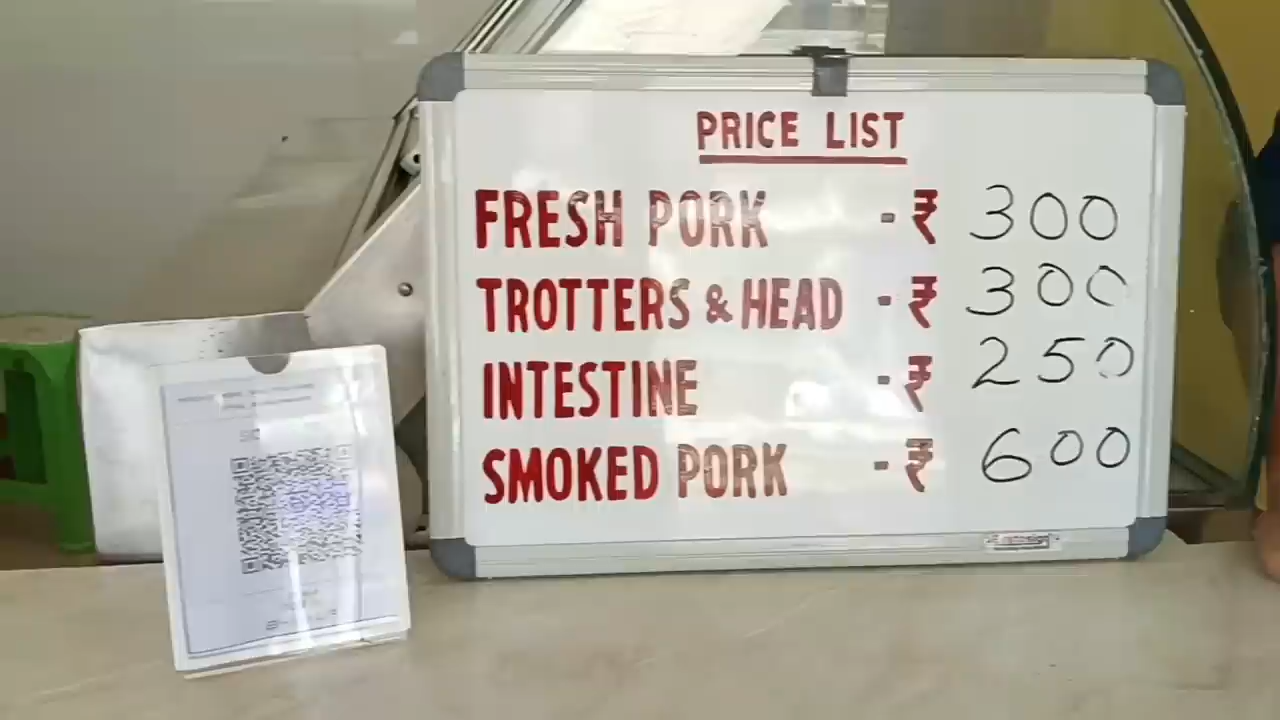 PRICE LIST
FRESH PORK - ₹ 300
TROTTERS & HEAD - ₹ 300
INTESTINE - ₹ 250
SMOKED PORK - ₹ 600